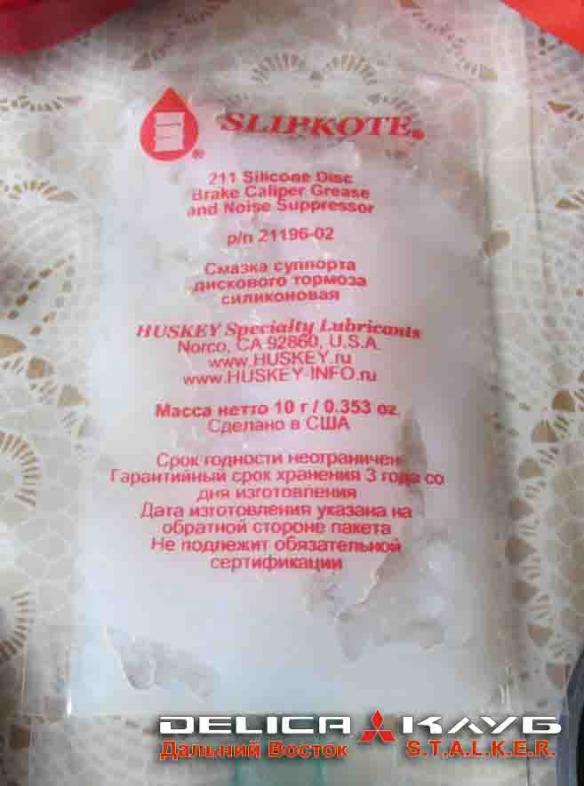 SLIPKOTE®
®
211 Silicone Disc
Brake Caliper Grease
and Noise Suppressor
p/n 21196-02
Смазка суппорта
дискового тормоза
силиконовая
HUSKEY Specialty Lubricants
Norco, CA 92860, U.S.A.
www.HUSKEY.ru
www.HUSKEY-INFO.ru
Масса нетто 10 г / 0.353 oz.
Сделано в США
Срок годности неограничен
Гарантийный срок хранения 3 года со
дня изготовления
Дата изготовления указана на
обратной стороне пакета
Не подлежит обязательной
сертификации
DELICA КЛУБ
Дальний Восток S.T.A.L.K.E.R.